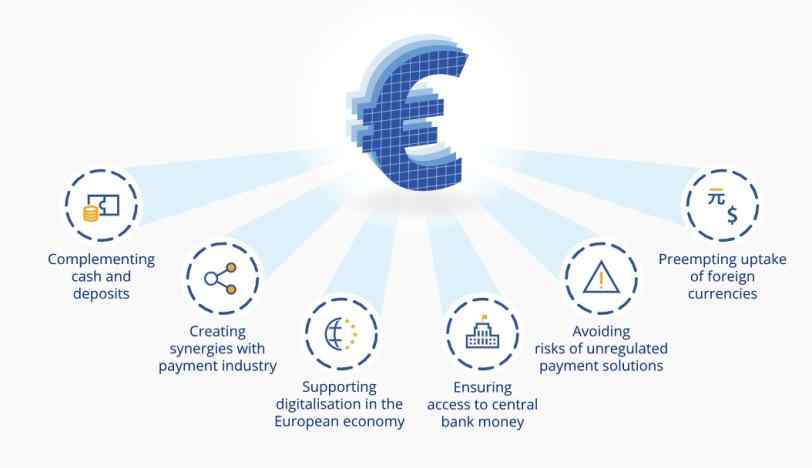 Complementing
cash and
deposits
Creating
synergies with
payment industry
Supporting
digitalisation in the
European economy
Ensuring
access to central
bank money
Avoiding
risks of unregulated
payment solutions
元
$
Preempting uptake
of foreign
currencies